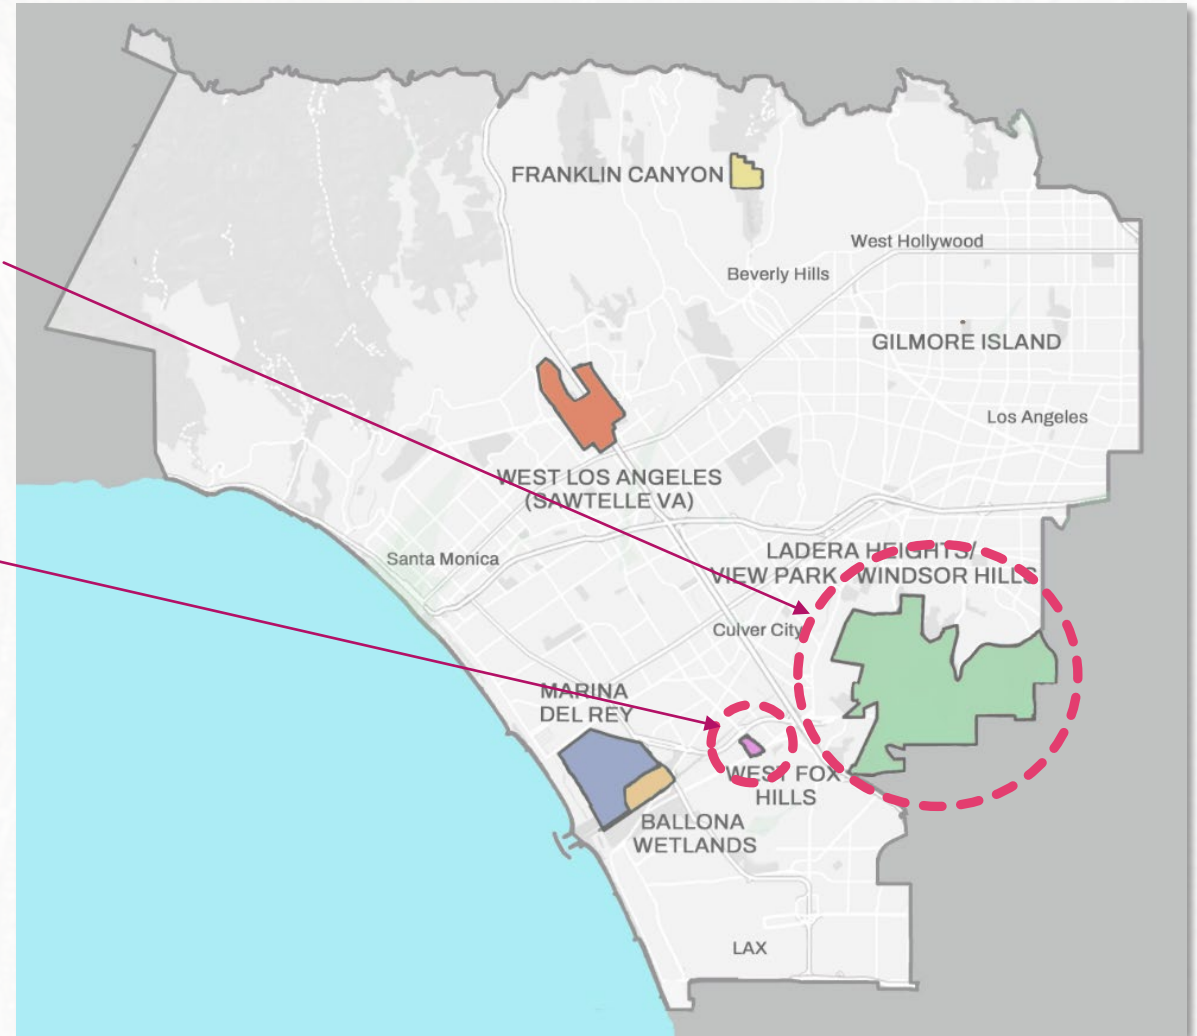 FRANKLIN CANYON
West Hollywood
Beverly Hills
GILMORE ISLAND
Los Angeles
WEST LOS ANGELES
(SAWTELLE VA)
LADERA HEIGHTS/
VIEW PARK - WINDSOR HILLS
Santa Monica
Culver City
MARINA
DEL REY
WEST FOX
HILLS
BALLONA
WETLANDS
LAX